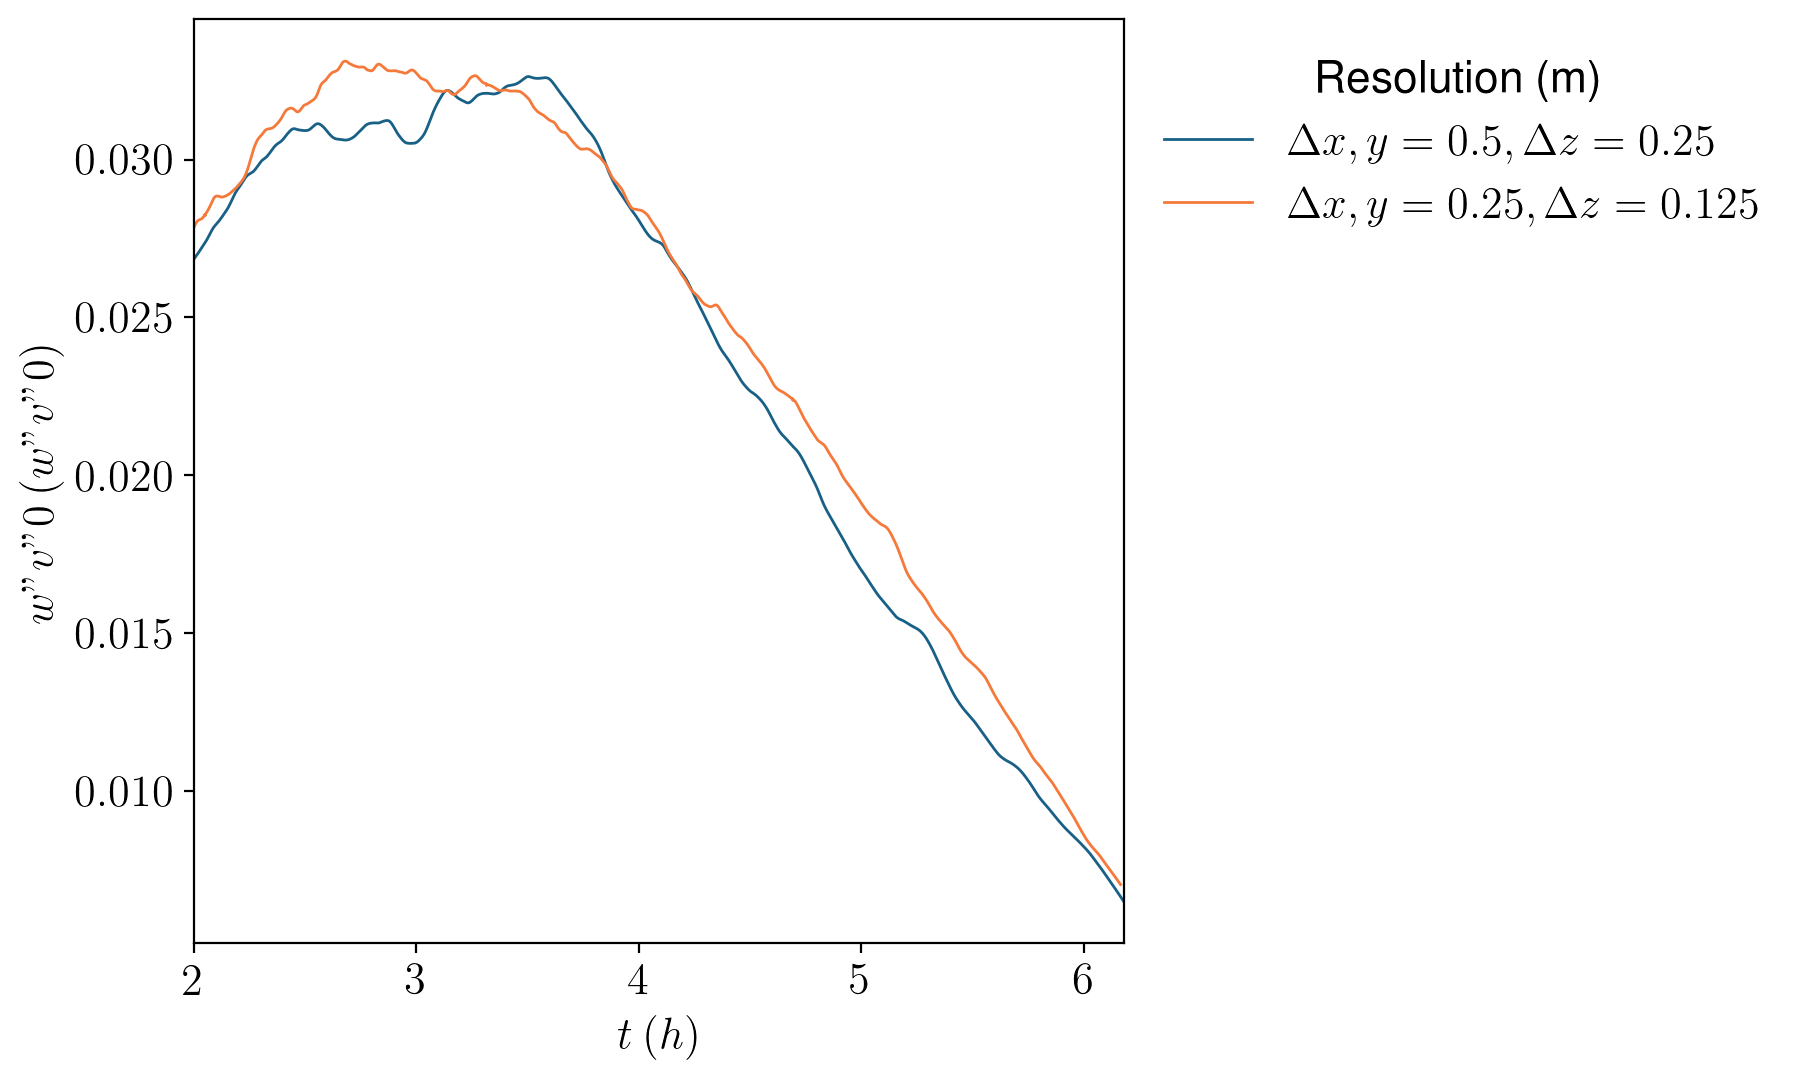 Resolution (m)
Δx, y = 0.5, Δz = 0.25
Δx, y = 0.25, Δz = 0.125
0.030
0.025
0.020
0.015
0.010
w”v”0 (w”v”0)
2 3 4 5 6
t (h)